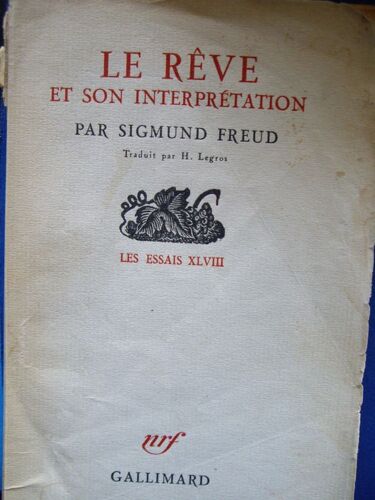 LE RÊVE
ET SON INTERPRÉTATION
PAR SIGMUND FREUD
Traduit par H. Legros
LES ESSAIS XLVIII
nrf
GALLIMARD